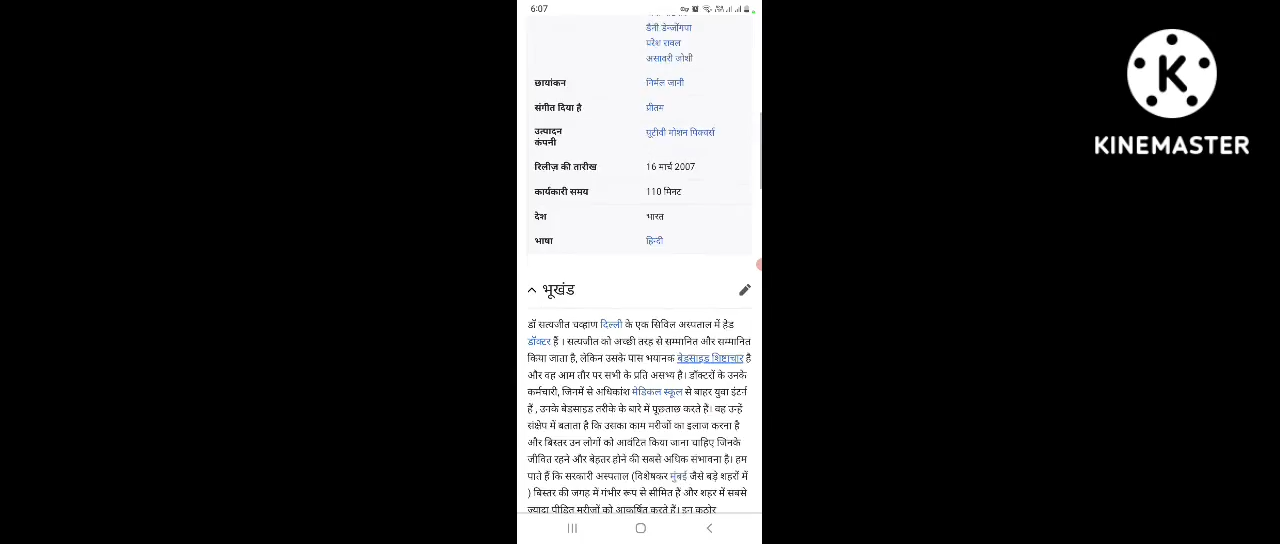 6:07
डैनी डेन्जोंगपा
परेश रावल
असावरी जोशी
छायांकन निर्मल जानी
संगीत दिया है प्रीतम
उत्पादन
कंपनी
यूटीवी मोशन पिक्चर्स
रिलीज़ की तारीख 16 मार्च 2007
कार्यकारी समय 110 मिनट
देश भारत
भाषा हिन्दी
भूखंड
डॉ सत्यजीत चव्हाण दिल्ली के एक सिविल अस्पताल में हेड
डॉक्टर हैं । सत्यजीत को अच्छी तरह से सम्मानित और सम्मानित
किया जाता है, लेकिन उसके पास भयानक बेडसाइड शिष्टाचार है
और वह आम तौर पर सभी के प्रति असभ्य है। डॉक्टरों के उनके
कर्मचारी, जिनमें से अधिकांश मेडिकल स्कूल से बाहर युवा इंटर्न
हैं , उनके बेडसाइड तरीके के बारे में पूछताछ करते हैं। वह उन्हें
संक्षेप में बताता है कि उसका काम मरीजों का इलाज करना है
और बिस्तर उन लोगों को आवंटित किया जाना चाहिए जिनके
जीवित रहने और बेहतर होने की सबसे अधिक संभावना है। हम
पाते हैं कि सरकारी अस्पताल (विशेषकर मुंबई जैसे बड़े शहरों में
) बिस्तर की जगह में गंभीर रूप से सीमित हैं और शहर में सबसे
ज्यादा पीड़ित मरीजों को आकर्षित करते हैं। इन कठोर
K
KINEMASTER